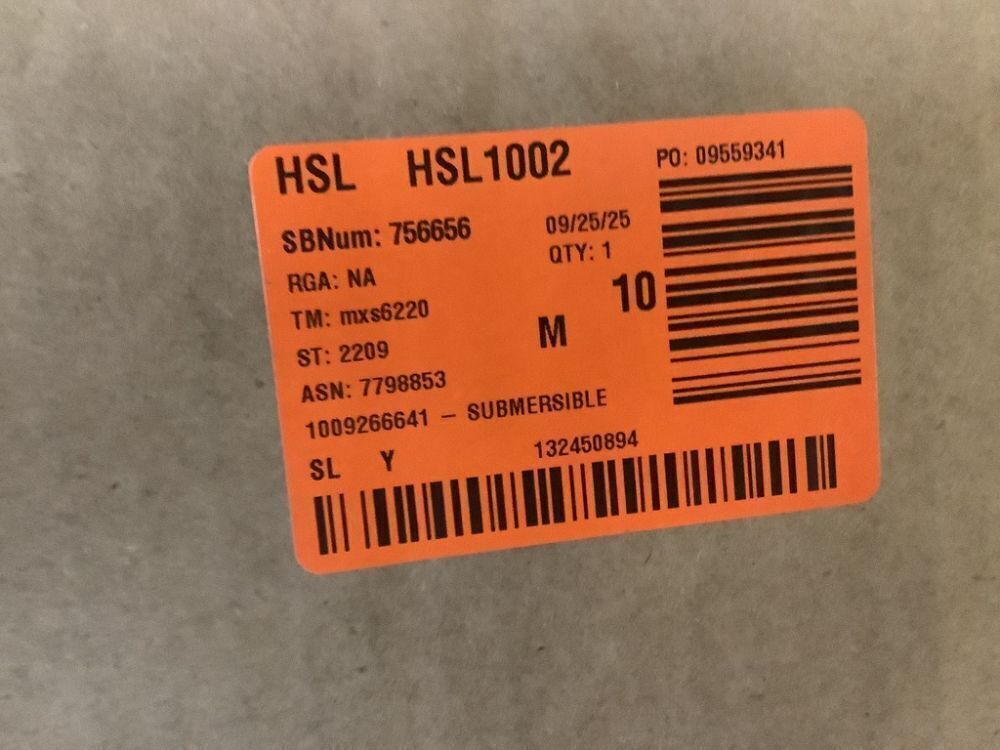 HSL HSL1002 PO: 09559341
SBNum: 756656 09/25/25
RGA: NA QTY: 1
TM: mxs6220 M 10
ST: 2209
ASN: 7798853
1009266641 – SUBMERSIBLE
SL Y 132450894